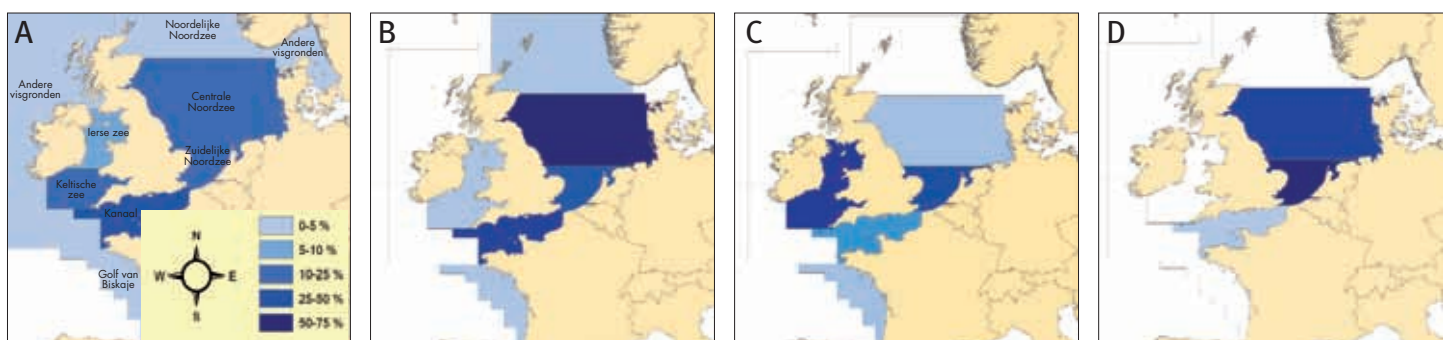 A
Noordelijke
Noordzee
Andere
visgronden
Andere
visgronden
Centrale
Noordzee
Ierse zee
Zuidelijke
Noordzee
Keltische
zee
Kanaal
Golf van
Biskaje
N
W
E
S
0-5 %
5-10 %
10-25 %
25-50 %
50-75 %
B
C
D